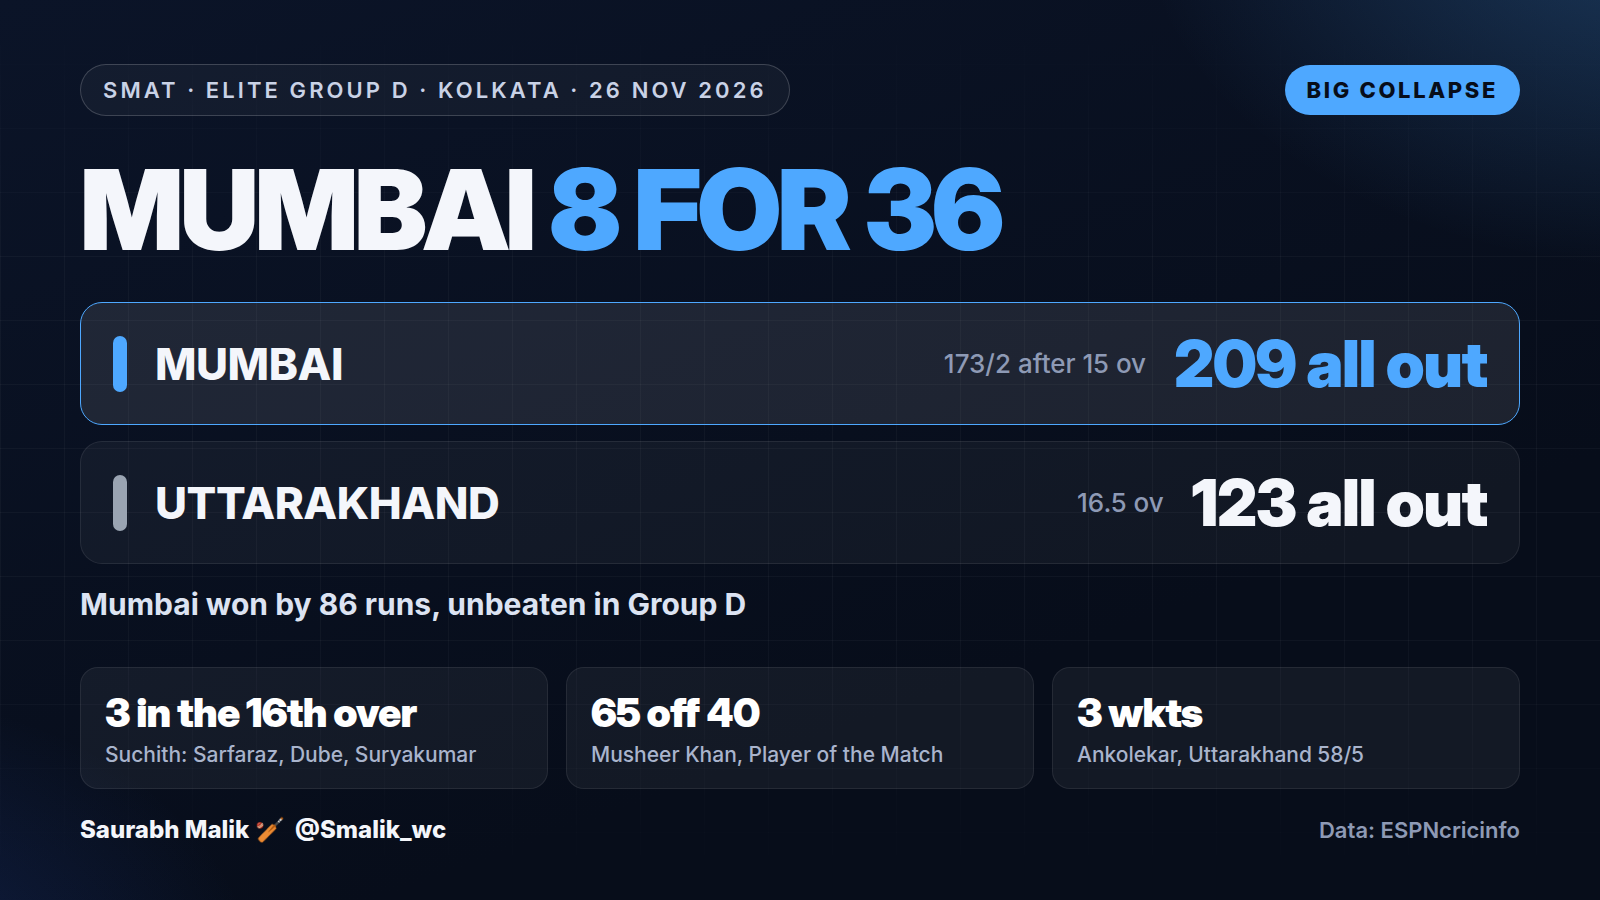 SMAT · ELITE GROUP D · KOLKATA · 26 NOV 2026
BIG COLLAPSE
MUMBAI 8 FOR 36
MUMBAI 173/2 after 15 ov 209 all out
UTTARAKHAND 16.5 ov 123 all out
Mumbai won by 86 runs, unbeaten in Group D
3 in the 16th over
Suchith: Sarfaraz, Dube, Suryakumar
65 off 40
Musheer Khan, Player of the Match
3 wkts
Ankolekar, Uttarakhand 58/5
Saurabh Malik 🏏 @Smalik_wc
Data: ESPNcricinfo